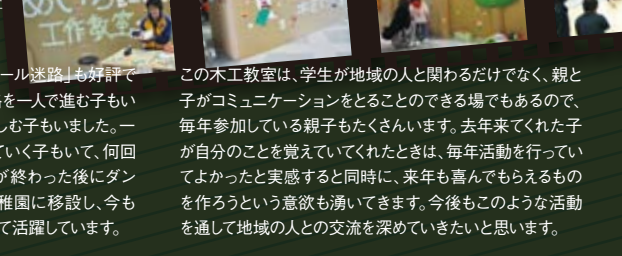 工作教室
ール迷路」も好評で
を一人で進む子もい
しむ子もいました。一
ていく子もいて、何回
が終わった後にダン
稚園に移設し、今も
て活躍しています。
この木工教室は、学生が地域の人と関わるだけでなく、親と
子がコミュニケーションをとることのできる場でもあるので、
毎年参加している親子もたくさんいます。去年来てくれた子
が自分のことを覚えていてくれたときは、毎年活動を行ってい
てよかったと実感すると同時に、来年も喜んでもらえるもの
を作ろうという意欲も湧いてきます。今後もこのような活動
を通して地域の人との交流を深めていきたいと思います。